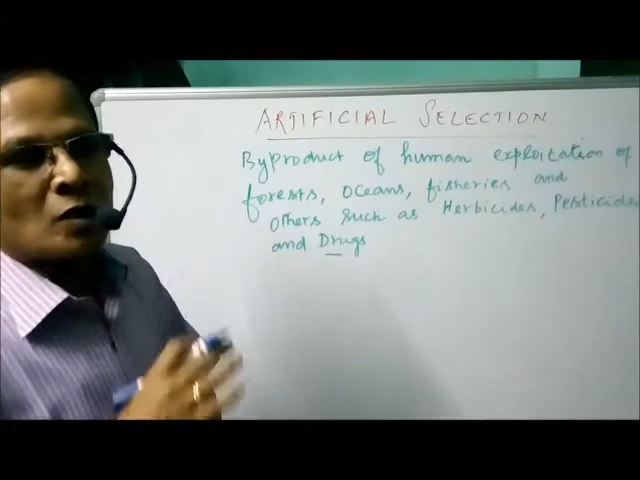 ARTIFICIAL SELECTION
Byproduct of human exploitation of
forests, oceans, fisheries and
others such as Herbicides, Pesticides
and Drugs